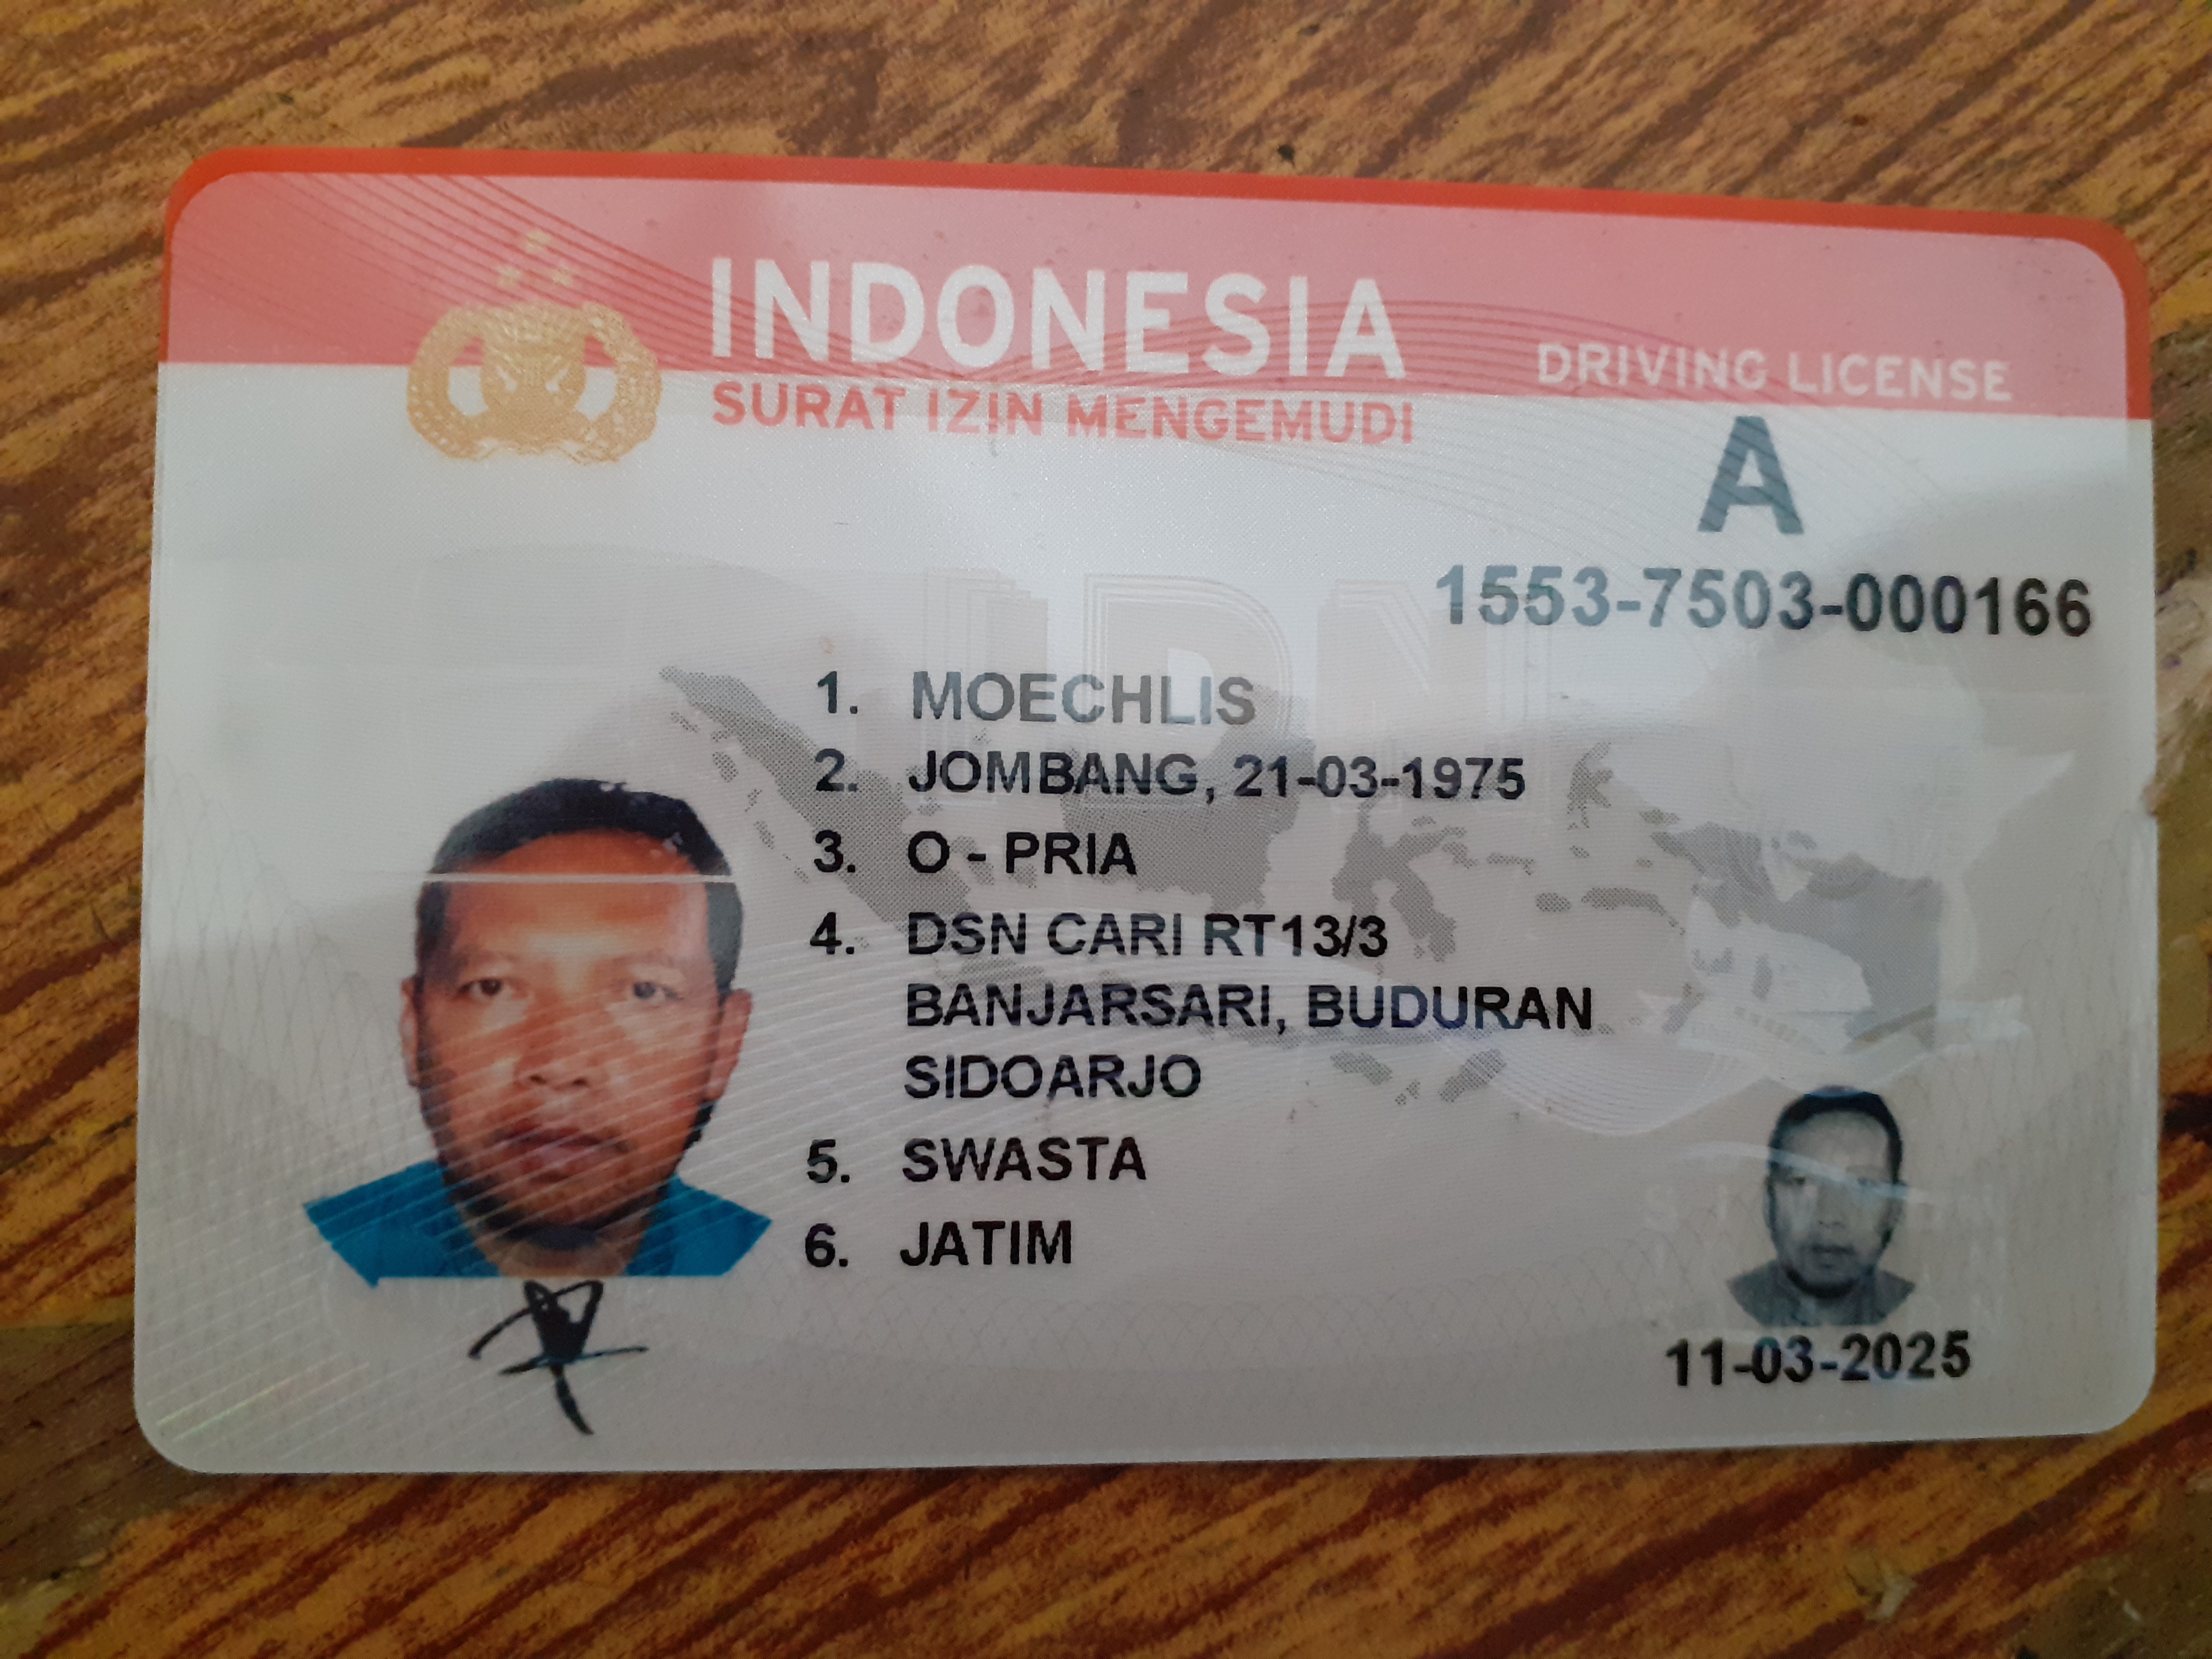 INDONESIA
SURAT IZIN MENGEMUDI
DRIVING LICENSE
A
1553-7503-000166
1. MOECHLIS
2. JOMBANG, 21-03-1975
3. O - PRIA
4. DSN CARI RT13/3
BANJARSARI, BUDURAN
SIDOARJO
5. SWASTA
6. JATIM
11-03-2025